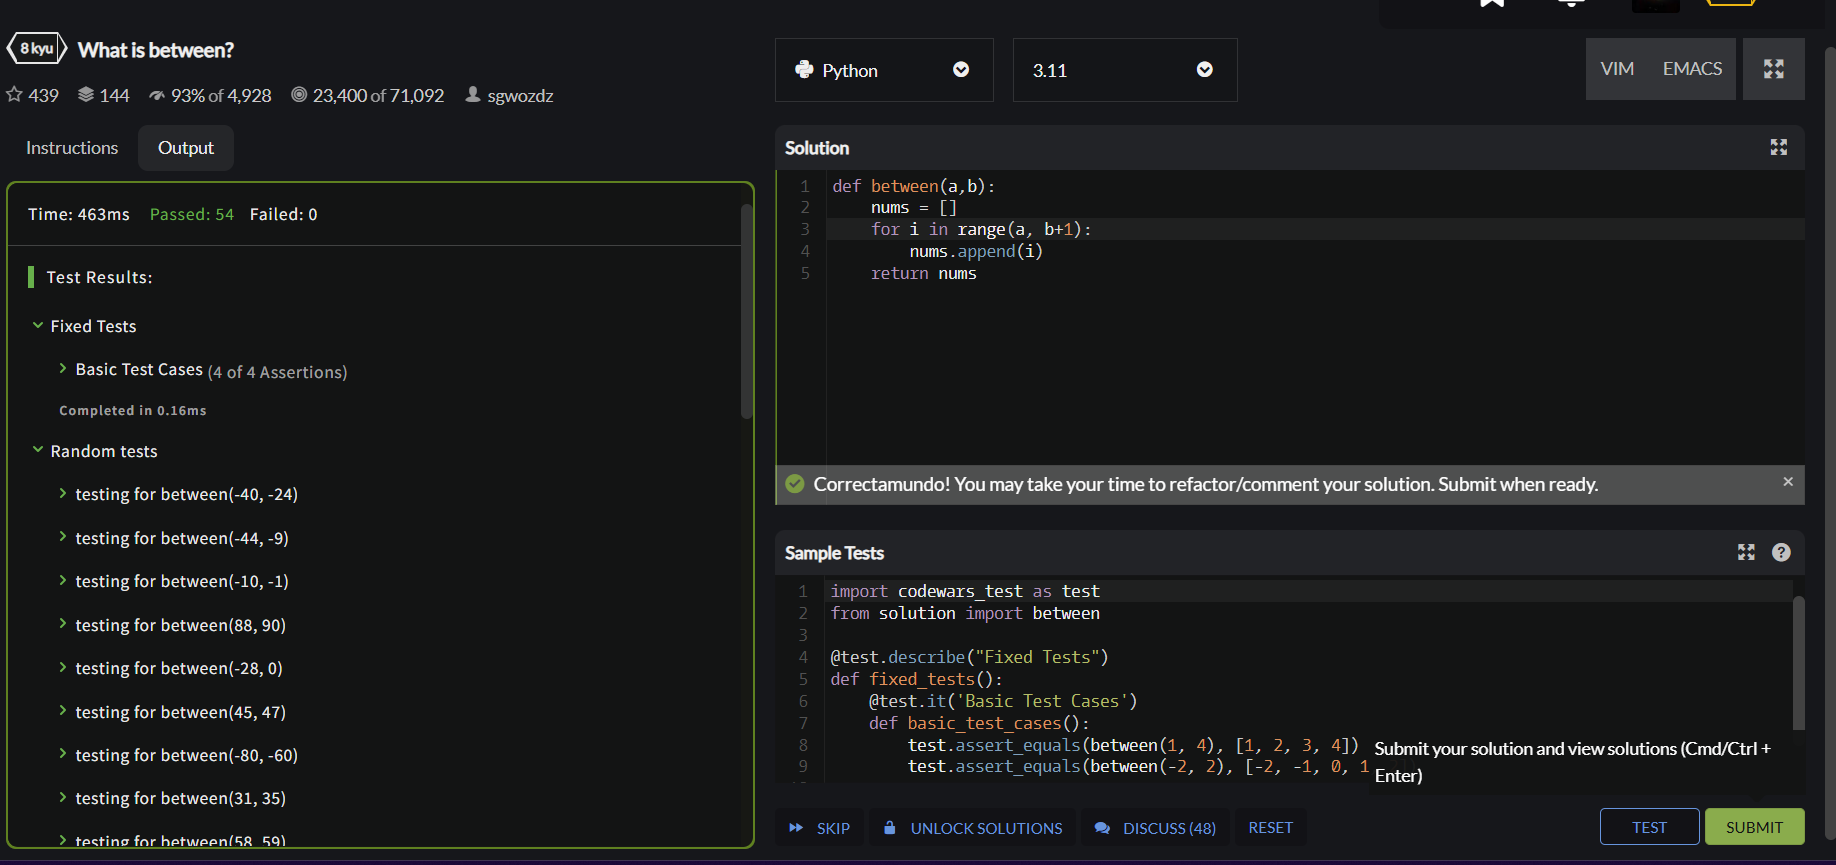 8 kyu What is between?
439 144 93% of 4,928 23,400 of 71,092 sgwozdz
Instructions Output
Time: 463ms Passed: 54 Failed: 0
Test Results:
Fixed Tests
Basic Test Cases (4 of 4 Assertions)
Completed in 0.16ms
Random tests
testing for between(-40, -24)
testing for between(-44, -9)
testing for between(-10, -1)
testing for between(88, 90)
testing for between(-28, 0)
testing for between(45, 47)
testing for between(-80, -60)
testing for between(31, 35)
testing for between(58, 59)
Python 3.11 VIM EMACS
Solution
1 def between(a,b):
2 nums = []
3 for i in range(a, b+1):
4 nums.append(i)
5 return nums
Correctamundo! You may take your time to refactor/comment your solution. Submit when ready. ×
Sample Tests ?
1 import codewars_test as test
2 from solution import between
3
4 @test.describe("Fixed Tests")
5 def fixed_tests():
6 @test.it('Basic Test Cases')
7 def basic_test_cases():
8 test.assert_equals(between(1, 4), [1, 2, 3, 4])
9 test.assert_equals(between(-2, 2), [-2, -1, 0, 1
Submit your solution and view solutions (Cmd/Ctrl +
Enter)
SKIP UNLOCK SOLUTIONS DISCUSS (48) RESET TEST SUBMIT